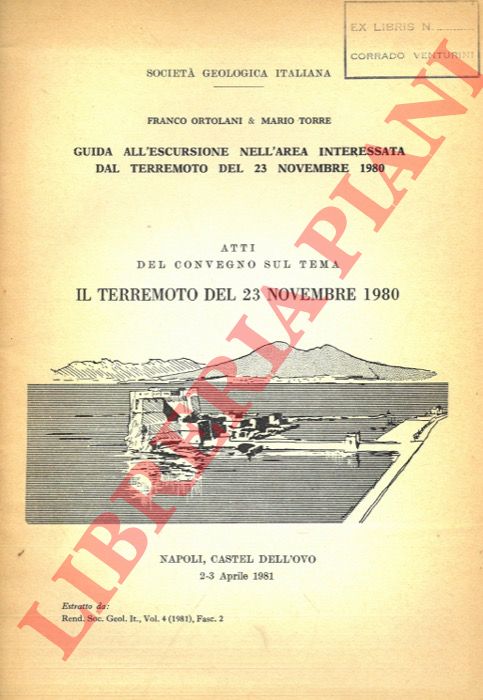 EX LIBRIS N. ............
CORRADO VENTURINI
SOCIETÀ GEOLOGICA ITALIANA
FRANCO ORTOLANI & MARIO TORRE
GUIDA ALL'ESCURSIONE NELL'AREA INTERESSATA
DAL TERREMOTO DEL 23 NOVEMBRE 1980
ATTI
DEL CONVEGNO SUL TEMA
IL TERREMOTO DEL 23 NOVEMBRE 1980
LIBRERIA PIANI
NAPOLI, CASTEL DELL'OVO
2-3 Aprile 1981
Estratto da:
Rend. Soc. Geol. It., Vol. 4 (1981), Fasc. 2